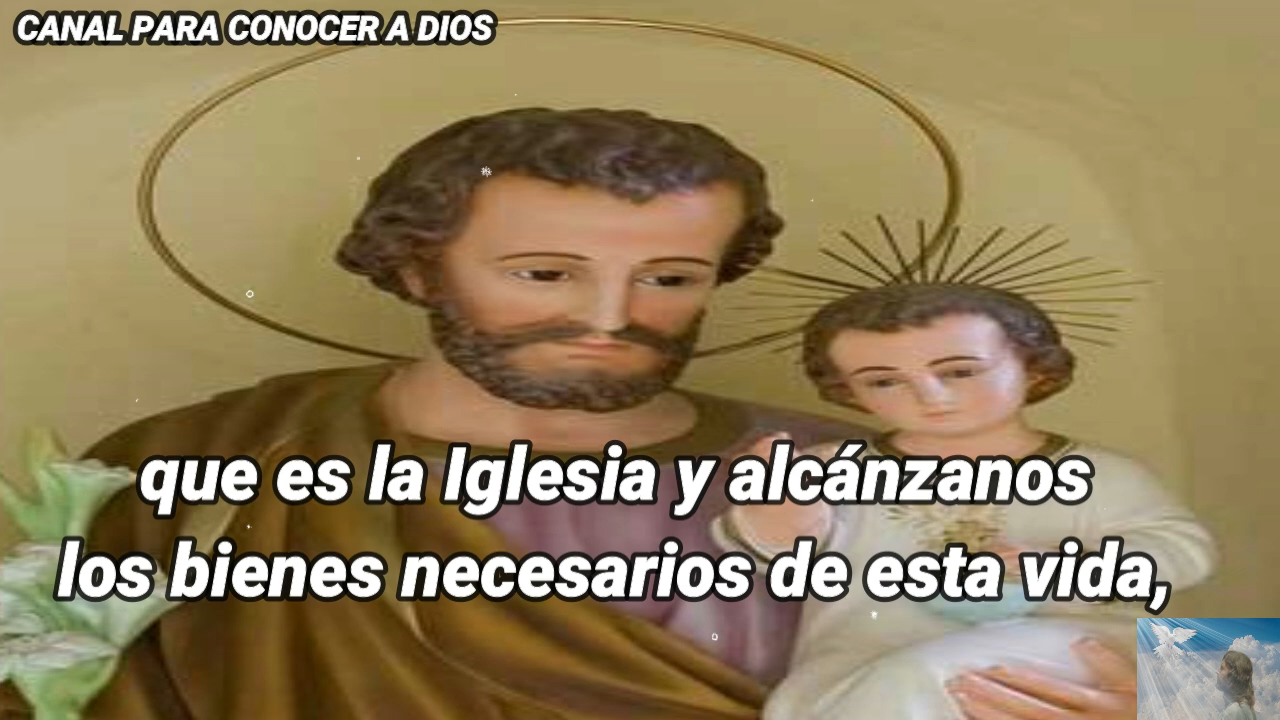 CANAL PARA CONOCER A DIOS
que es la Iglesia y alcánzanos
los bienes necesarios de esta vida,